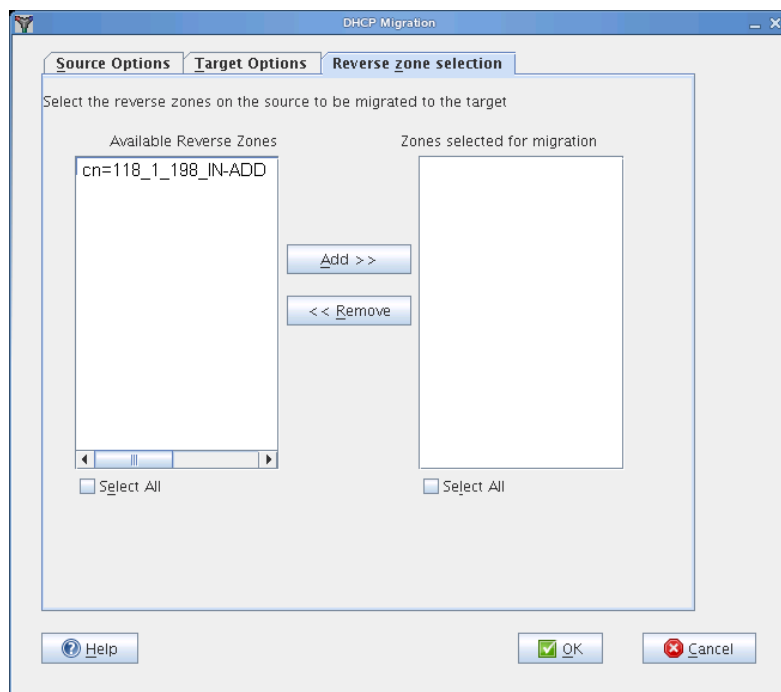 DHCP Migration
Source Options Target Options Reverse zone selection
Select the reverse zones on the source to be migrated to the target
Available Reverse Zones Zones selected for migration
cn=118_1_198_IN-ADD
Add >>
<< Remove
Select All Select All
Help OK Cancel